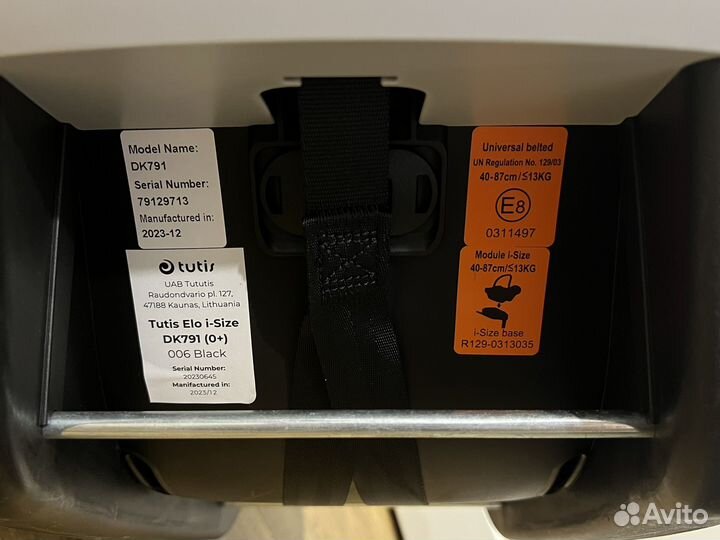 Model Name:
DK791
Serial Number:
79129713
Manufactured in:
2023-12
tutis
UAB Tututis
Raudondvario pl. 127,
47188 Kaunas, Lithuania
Tutis Elo i-Size
DK791 (0+)
006 Black
Serial Number:
20230645
Manifactured in:
2023/12
Universal belted
UN Regulation No. 129/03
40-87cm/≤13KG
E8
0311497
Module i-Size
40-87cm/≤13KG
i-Size base
R129-0313035
Avito